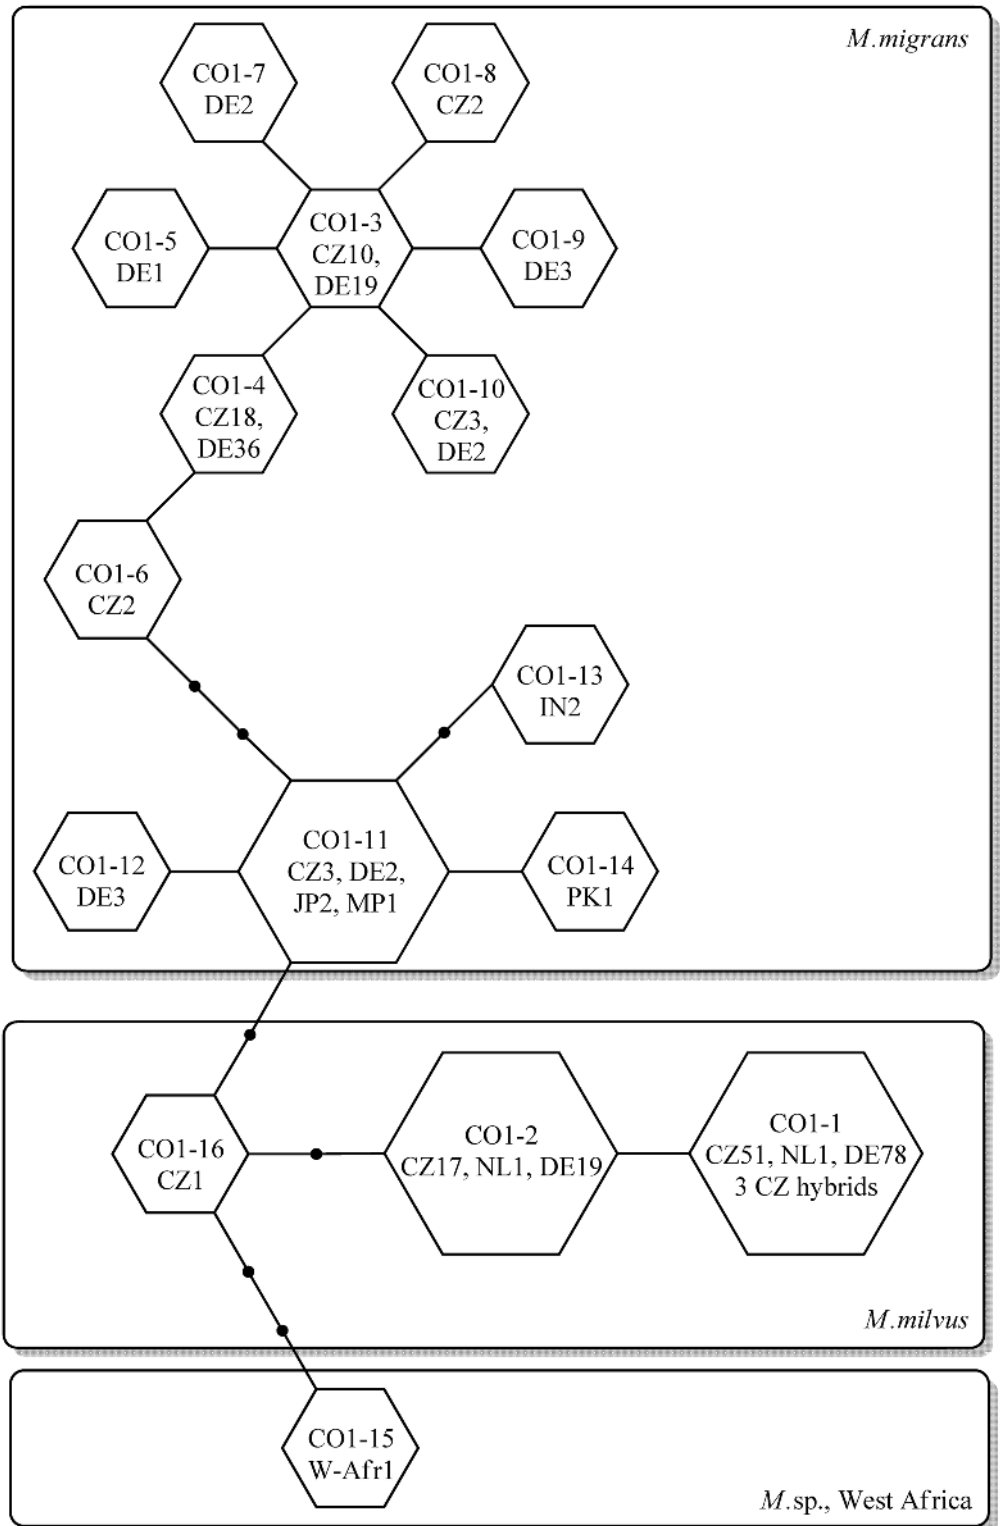 M.migrans
CO1-7
DE2
CO1-8
CZ2
CO1-5
DE1
CO1-3
CZ10,
DE19
CO1-9
DE3
CO1-4
CZ18,
DE36
CO1-10
CZ3,
DE2
CO1-6
CZ2
CO1-13
IN2
CO1-12
DE3
CO1-11
CZ3, DE2,
JP2, MP1
CO1-14
PK1
CO1-16
CZ1
CO1-2
CZ17, NL1, DE19
CO1-1
CZ51, NL1, DE78
3 CZ hybrids
M.milvus
CO1-15
W-Afr1
M.sp., West Africa